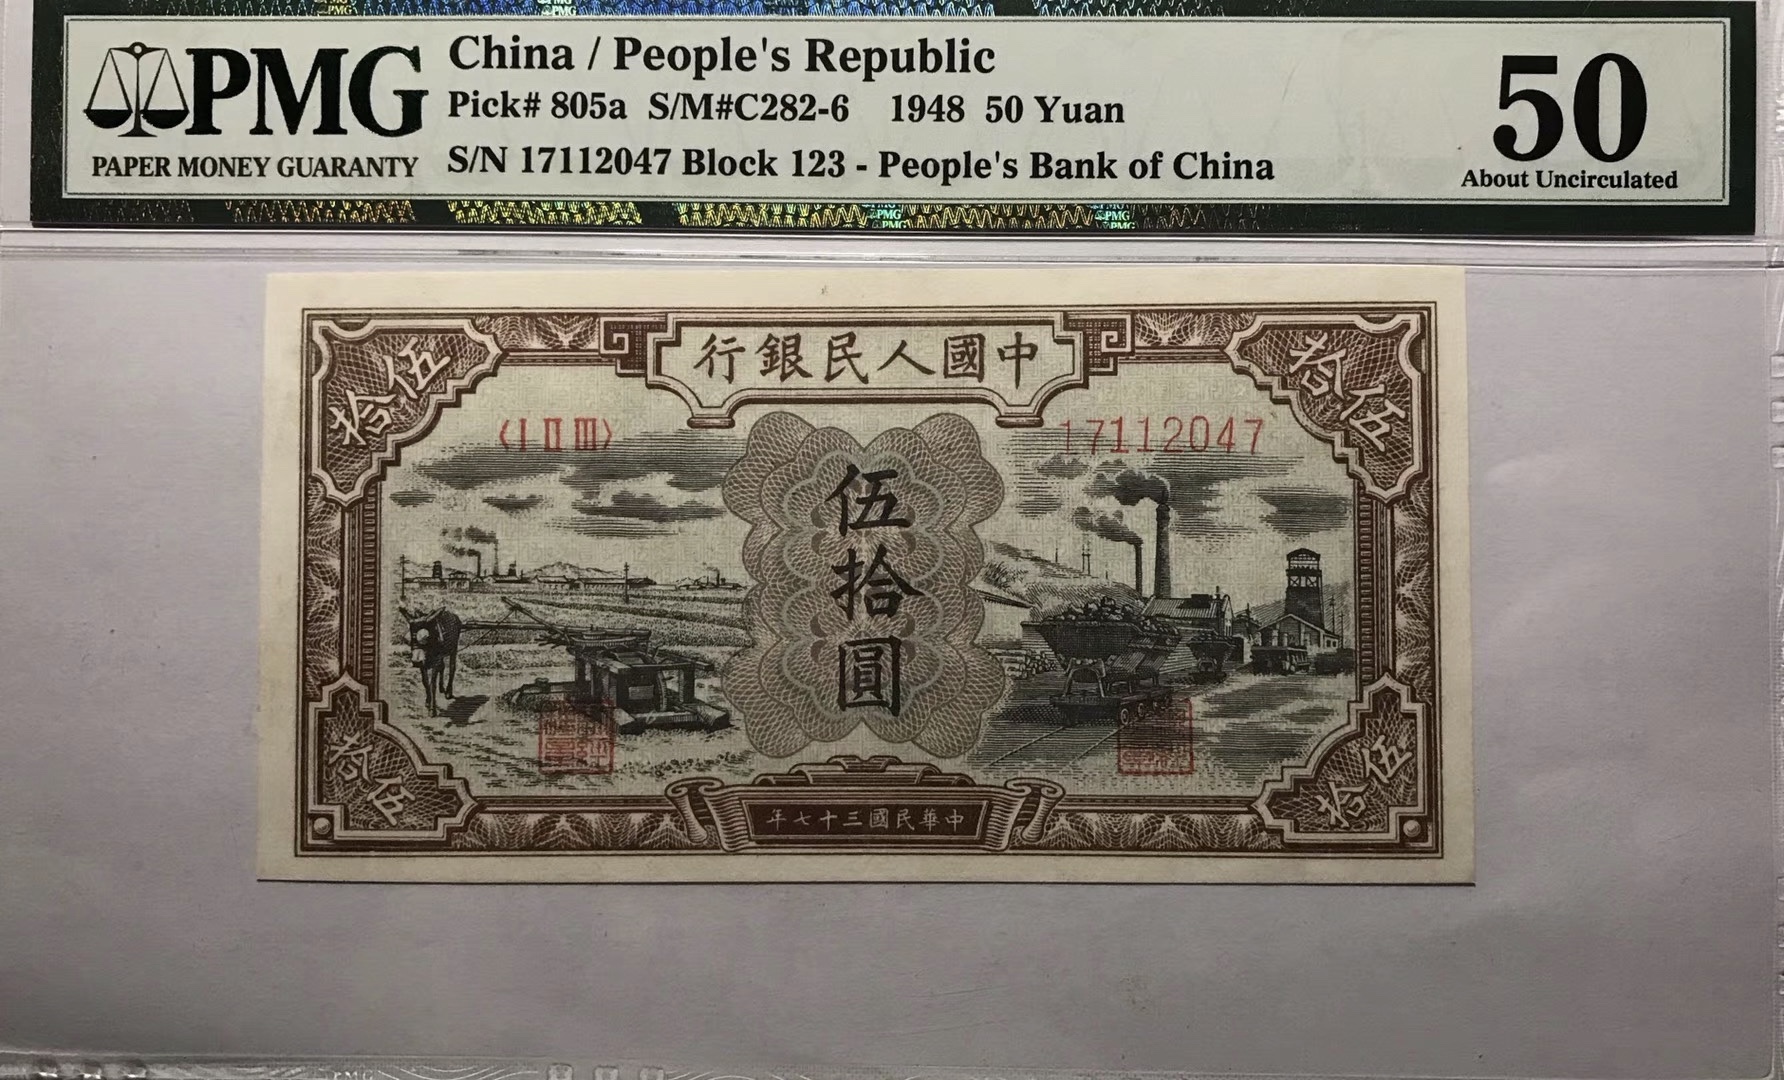 PMG
PAPER MONEY GUARANTY
China / People's Republic
Pick# 805a S/M#C282-6 1948 50 Yuan
S/N 17112047 Block 123 - People's Bank of China
50
About Uncirculated
行銀民人國中
拾伍
拾伍
〈I II III〉
17112047
伍拾圓
拾伍
拾伍
年七十三國民華中